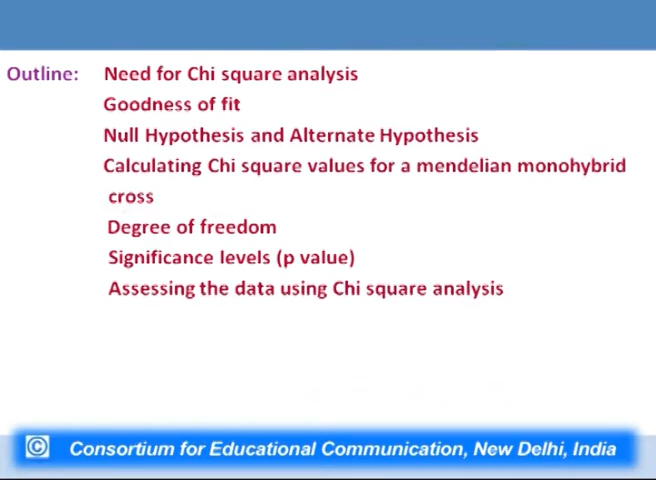 Outline: Need for Chi square analysis
Goodness of fit
Null Hypothesis and Alternate Hypothesis
Calculating Chi square values for a mendelian monohybrid
cross
Degree of freedom
Significance levels (p value)
Assessing the data using Chi square analysis
© Consortium for Educational Communication, New Delhi, India